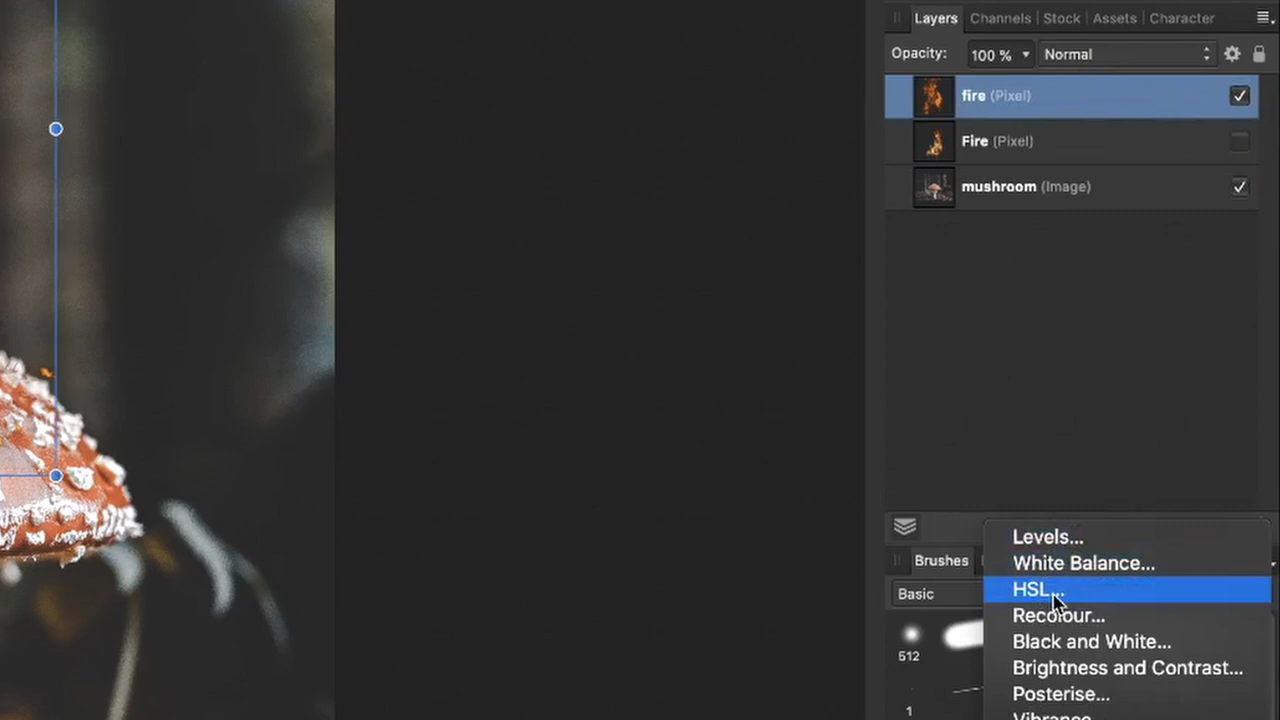 Layers Channels Stock Assets Character
Opacity: 100 % Normal
fire (Pixel)
Fire (Pixel)
mushroom (Image)
Levels...
White Balance...
Brushes
HSL...
Basic
Recolour...
Black and White...
512
Brightness and Contrast...
Posterise...
1
Vibrance...